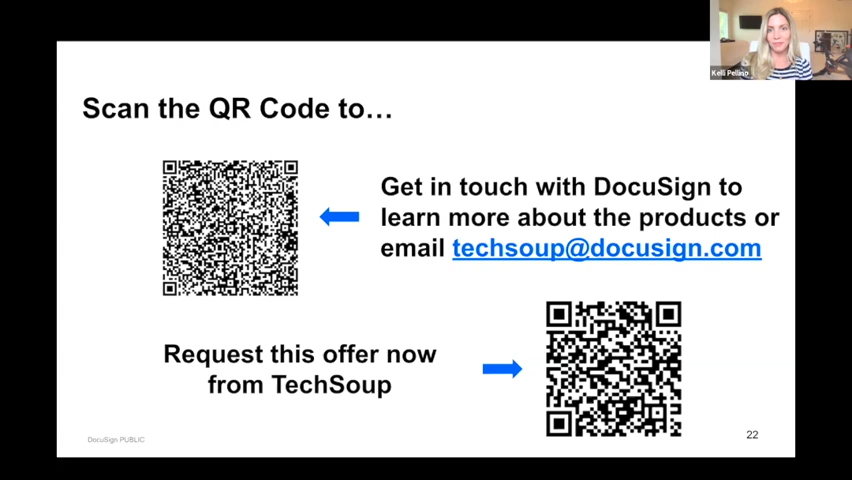 Kelli Pellino
Scan the QR Code to…
Get in touch with DocuSign to
learn more about the products or
email techsoup@docusign.com
Request this offer now
from TechSoup
DocuSign PUBLIC
22